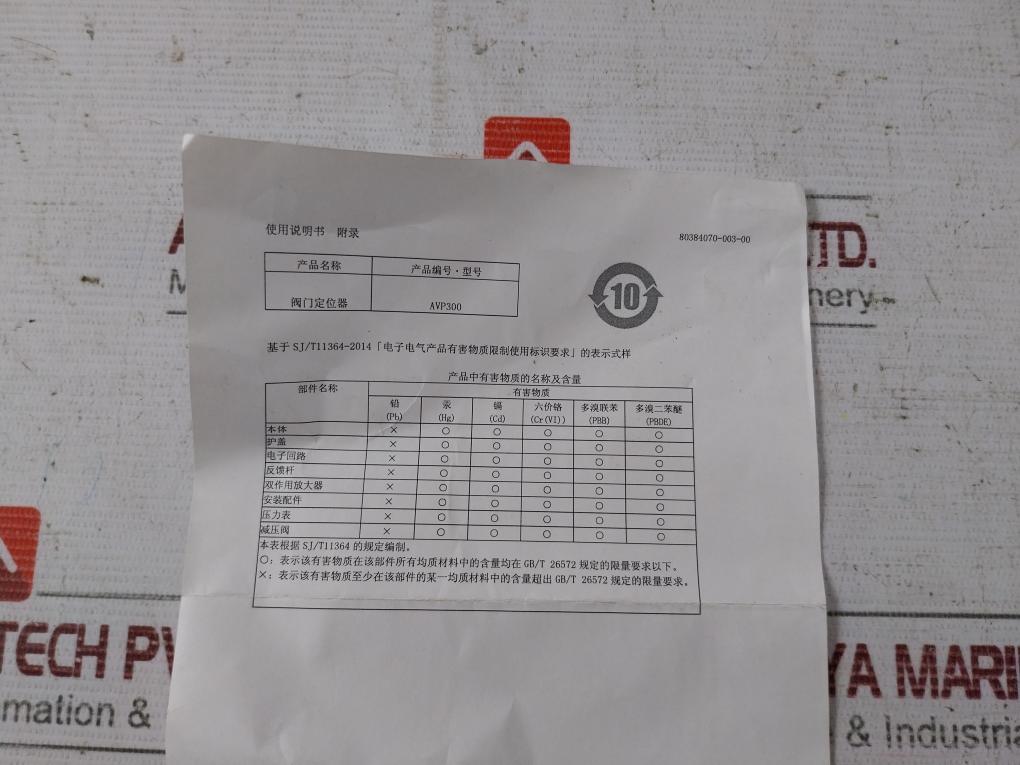 使用说明书 附录
80384070-003-00
产品名称 产品编号・型号
阀门定位器 AVP300
10
基于 SJ/T11364-2014「电子电气产品有害物质限制使用标识要求」的表示式样
产品中有害物质的名称及含量
部件名称 有害物质
铅 汞 镉 六价铬 多溴联苯 多溴二苯醚
(Pb) (Hg) (Cd) (Cr(VI)) (PBB) (PBDE)
本体 × ○ ○ ○ ○ ○
护盖 × ○ ○ ○ ○ ○
电子回路 × ○ ○ ○ ○ ○
反馈杆 × ○ ○ ○ ○ ○
双作用放大器 × ○ ○ ○ ○ ○
安装配件 × ○ ○ ○ ○ ○
压力表 × ○ ○ ○ ○ ○
减压阀 × ○ ○ ○ ○ ○
本表根据 SJ/T11364 的规定编制。
○: 表示该有害物质在该部件所有均质材料中的含量均在 GB/T 26572 规定的限量要求以下。
×: 表示该有害物质至少在该部件的某一均质材料中的含量超出 GB/T 26572 规定的限量要求。
LTD.
nery
TECH PV
mation &
YA MARI
& Industria